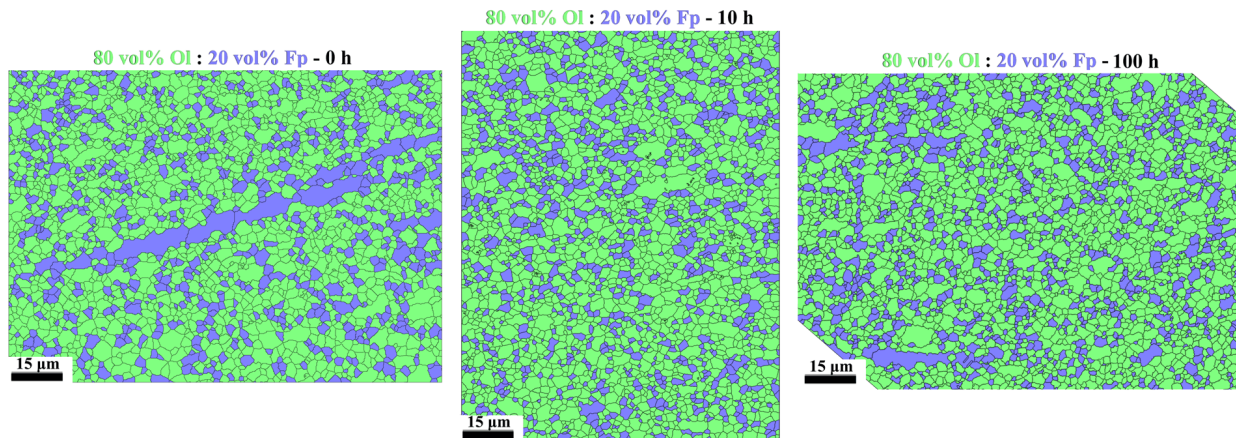 80 vol% Ol : 20 vol% Fp - 0 h
15 µm
80 vol% Ol : 20 vol% Fp - 10 h
15 µm
80 vol% Ol : 20 vol% Fp - 100 h
15 µm